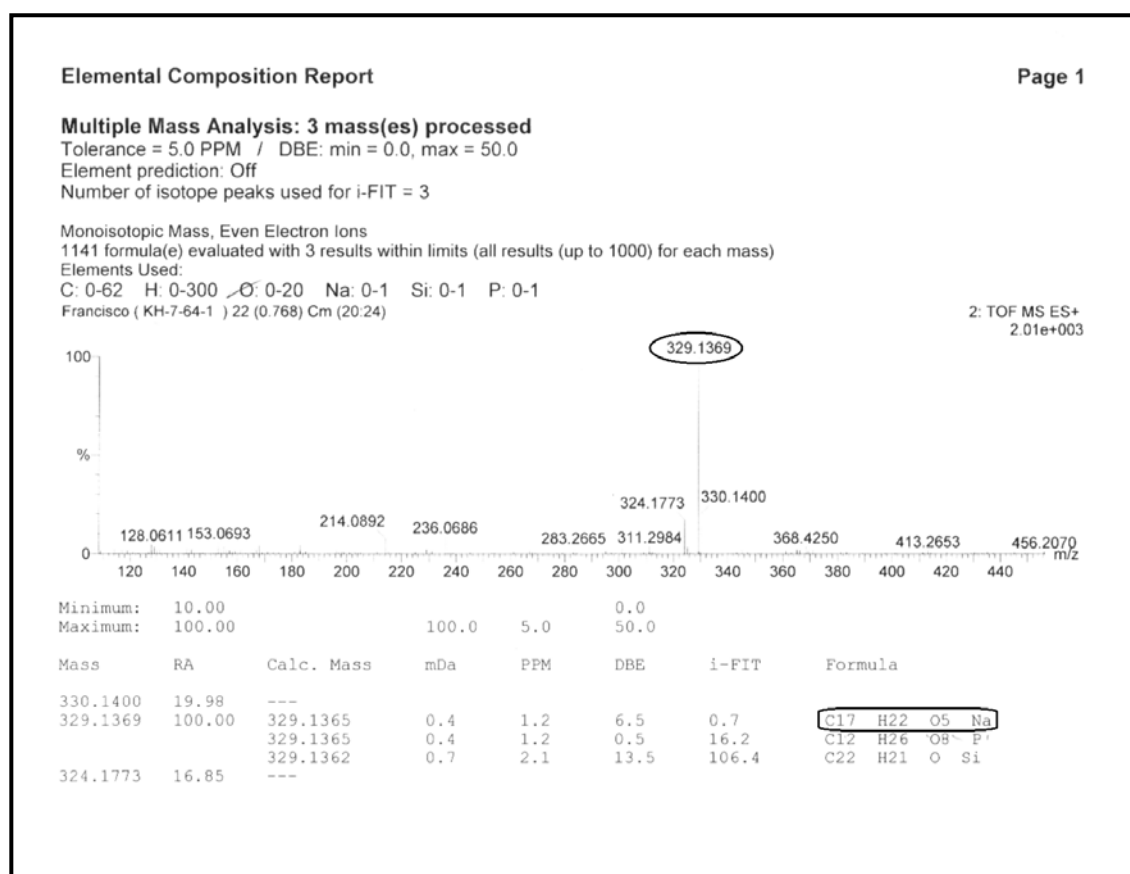 Elemental Composition Report Page 1
Multiple Mass Analysis: 3 mass(es) processed
Tolerance = 5.0 PPM / DBE: min = 0.0, max = 50.0
Element prediction: Off
Number of isotope peaks used for i-FIT = 3
Monoisotopic Mass, Even Electron Ions
1141 formula(e) evaluated with 3 results within limits (all results (up to 1000) for each mass)
Elements Used:
C: 0-62 H: 0-300 O: 0-20 Na: 0-1 Si: 0-1 P: 0-1
Francisco ( KH-7-64-1 ) 22 (0.768) Cm (20:24) 2: TOF MS ES+
2.01e+003
329.1369
100
%
324.1773 330.1400
128.0611 153.0693 214.0892 236.0686 283.2665 311.2984 368.4250 413.2653 456.2070
0 m/z
120 140 160 180 200 220 240 260 280 300 320 340 360 380 400 420 440
Minimum: 10.00 0.0
Maximum: 100.00 100.0 5.0 50.0
Mass RA Calc. Mass mDa PPM DBE i-FIT Formula
330.1400 19.98 ---
329.1369 100.00 329.1365 0.4 1.2 6.5 0.7 C17 H22 O5 Na
329.1365 0.4 1.2 0.5 16.2 C12 H26 O8 P
329.1362 0.7 2.1 13.5 106.4 C22 H21 O Si
324.1773 16.85 ---